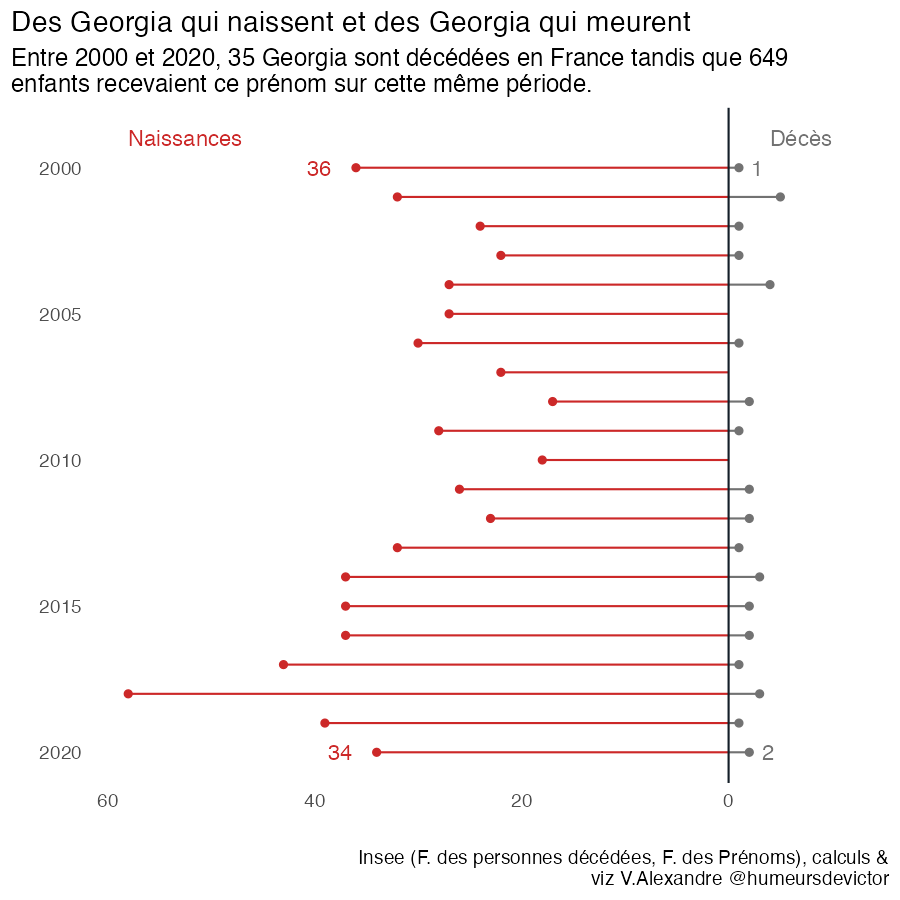 Des Georgia qui naissent et des Georgia qui meurent
Entre 2000 et 2020, 35 Georgia sont décédées en France tandis que 649
enfants recevaient ce prénom sur cette même période.
Naissances
Décès
2000
36
1
2005
2010
2015
2020
34
2
60
40
20
0
Insee (F. des personnes décédées, F. des Prénoms), calculs &
viz V.Alexandre @humeursdevictor